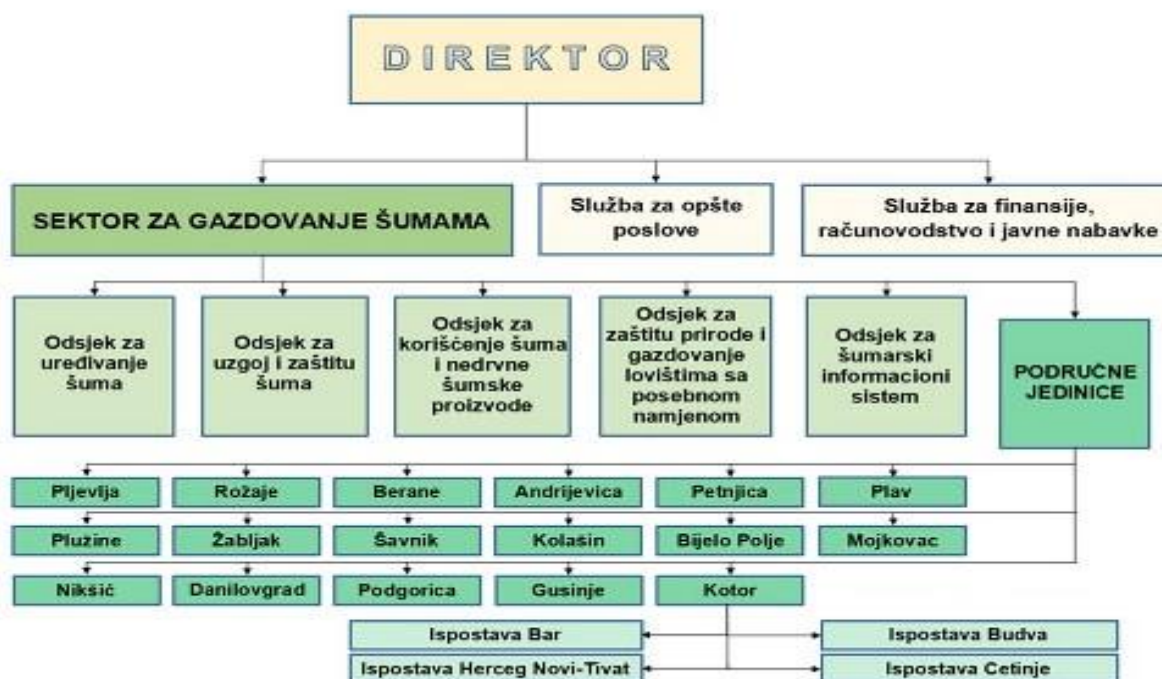 DIREKTOR
SEKTOR ZA GAZDOVANJE ŠUMAMA
Služba za opšte
poslove
Služba za finansije,
računovodstvo i javne nabavke
Odsjek za
uređivanje
šuma
Odsjek za
uzgoj i zaštitu
šuma
Odsjek za
korišćenje šuma
i nedrvne
šumske
proizvode
Odsjek za
zaštitu prirode i
gazdovanje
lovištima sa
posebnom
namjenom
Odsjek za
šumarski
informacioni
sistem
PODRUČNE
JEDINICE
Pljevlja
Rožaje
Berane
Andrijevica
Petnjica
Plav
Pluzine
Žabljak
Šavnik
Kolašin
Bijelo Polje
Mojkovac
Nikšić
Danilovgrad
Podgorica
Gusinje
Kotor
Ispostava Bar
Ispostava Budva
Ispostava Herceg Novi-Tivat
Ispostava Cetinje